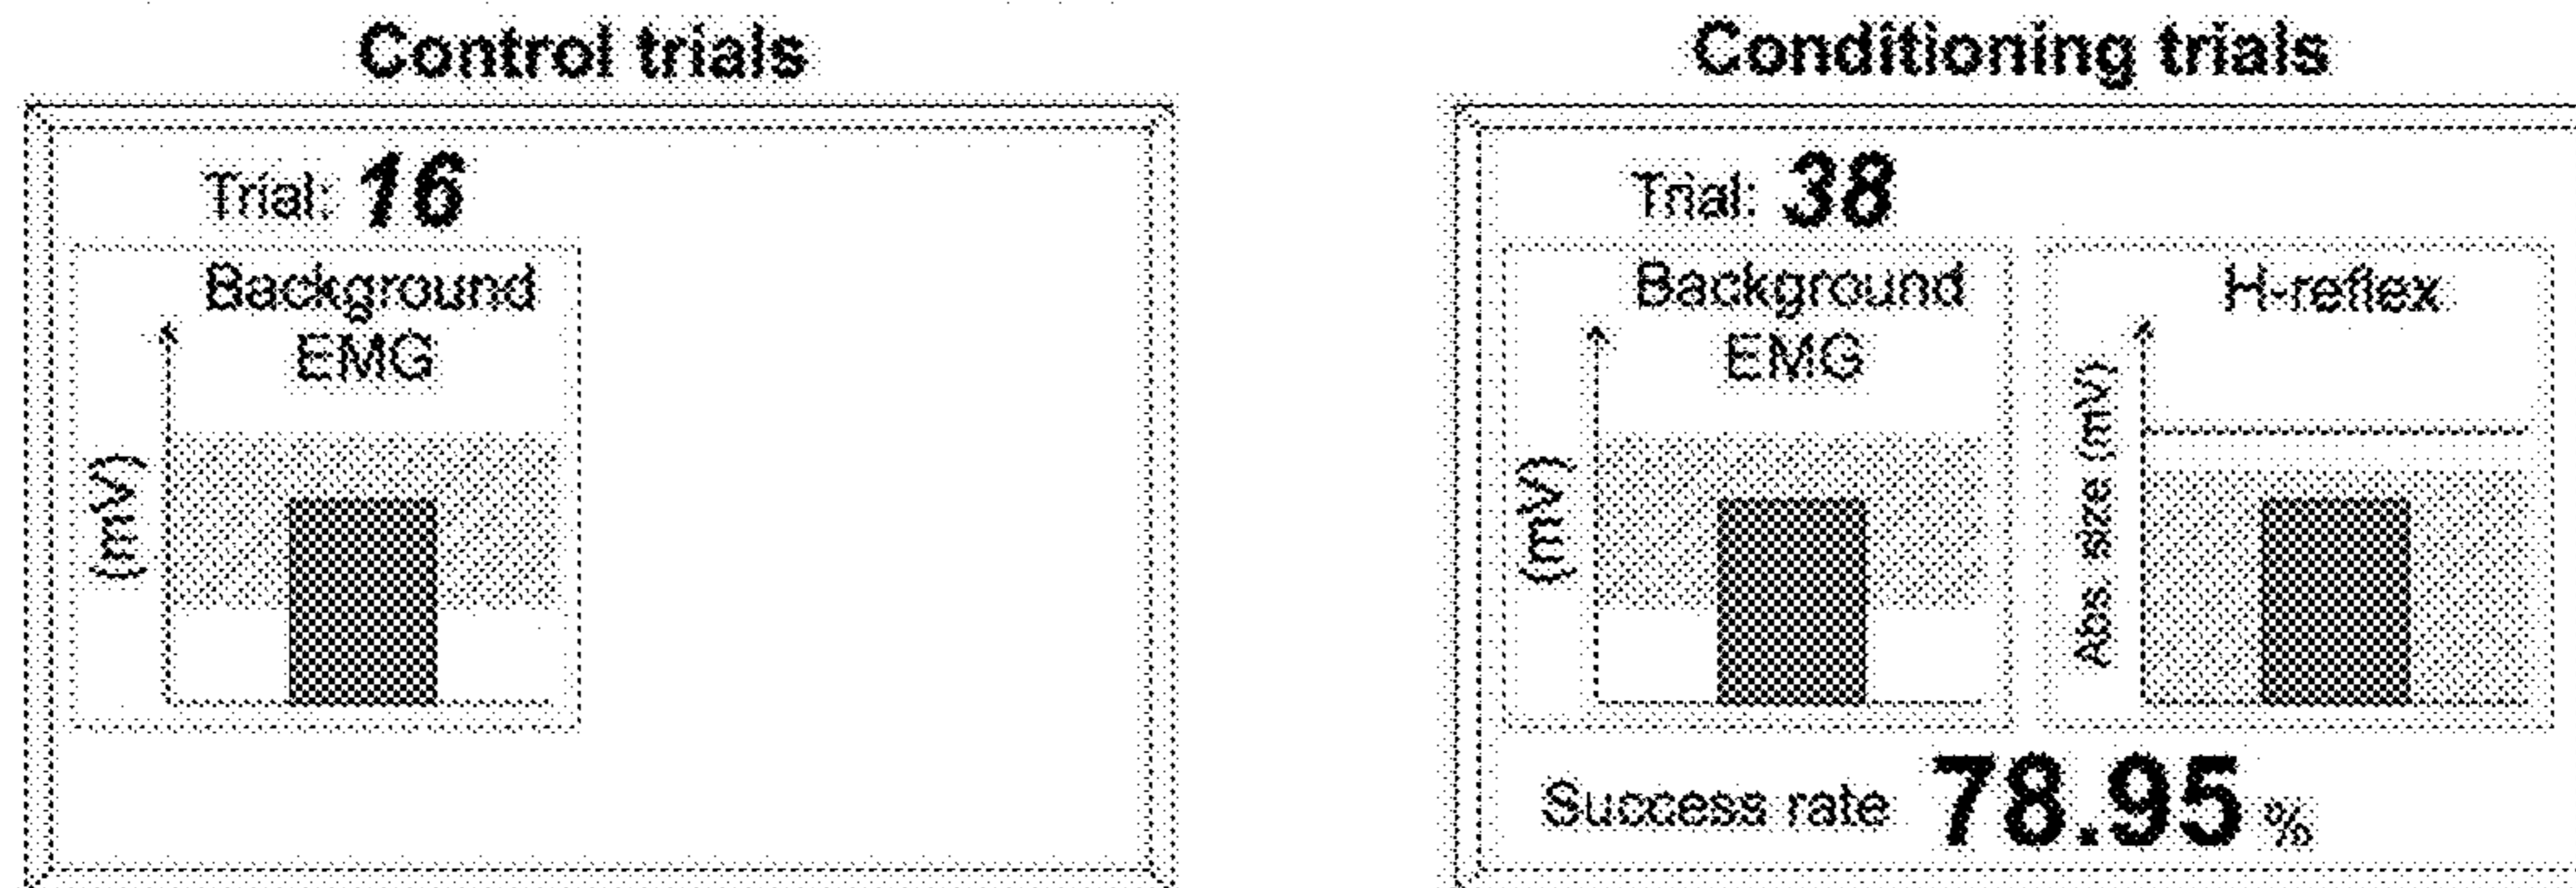 Control trials
Trial: 16
Background
EMG
(mV)
Conditioning trials
Trial: 38
Background
EMG
(mV)
H-reflex
Abs. size (mV)
Success rate 78.95 %